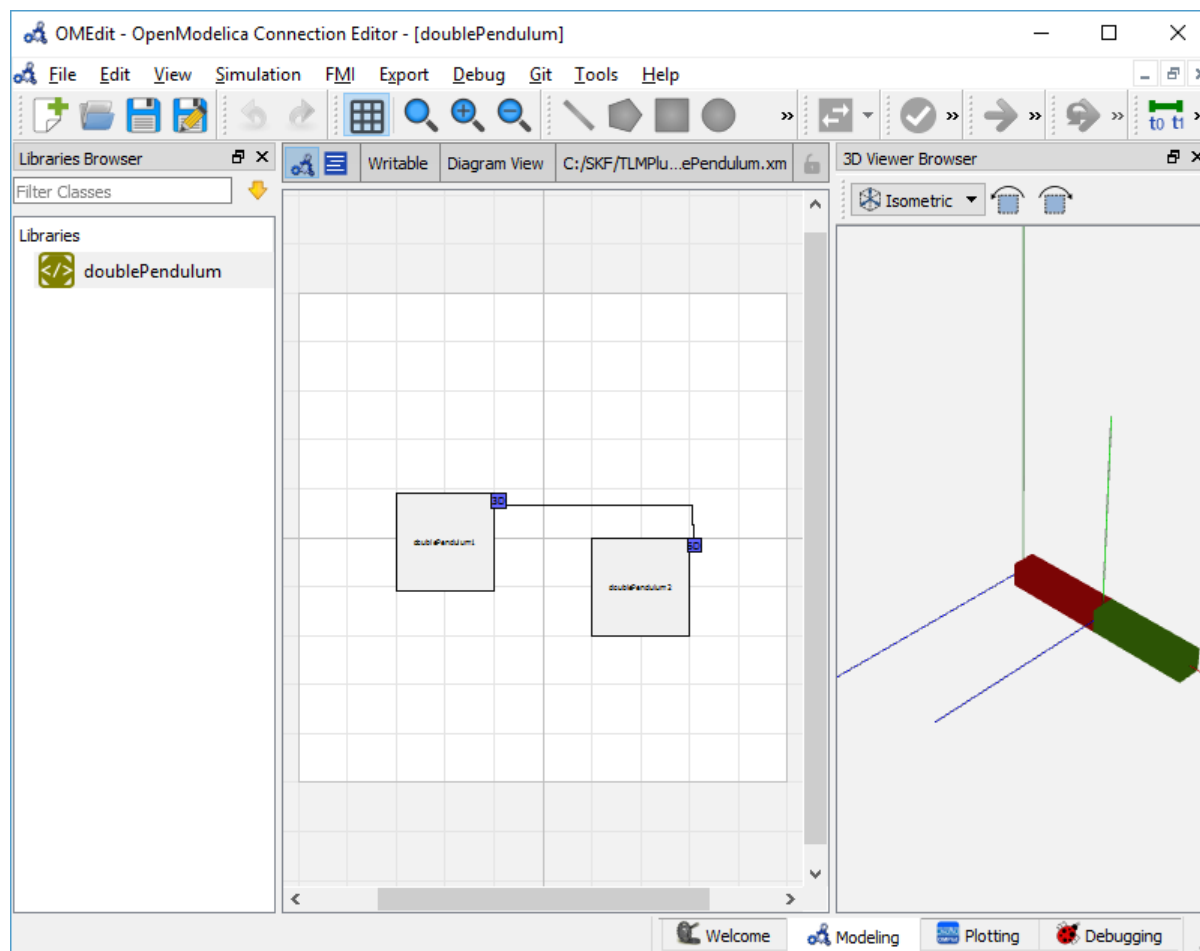 OMEdit - OpenModelica Connection Editor - [doublePendulum]
File Edit View Simulation FMI Export Debug Git Tools Help
» » » » t0 t1
Libraries Browser
Writable Diagram View C:/SKF/TLMPlu...ePendulum.xm
3D Viewer Browser
Filter Classes
Isometric
Libraries
</> doublePendulum
3D
doublePendulum1
3D
doublePendulum2
Welcome Modeling Plotting Debugging